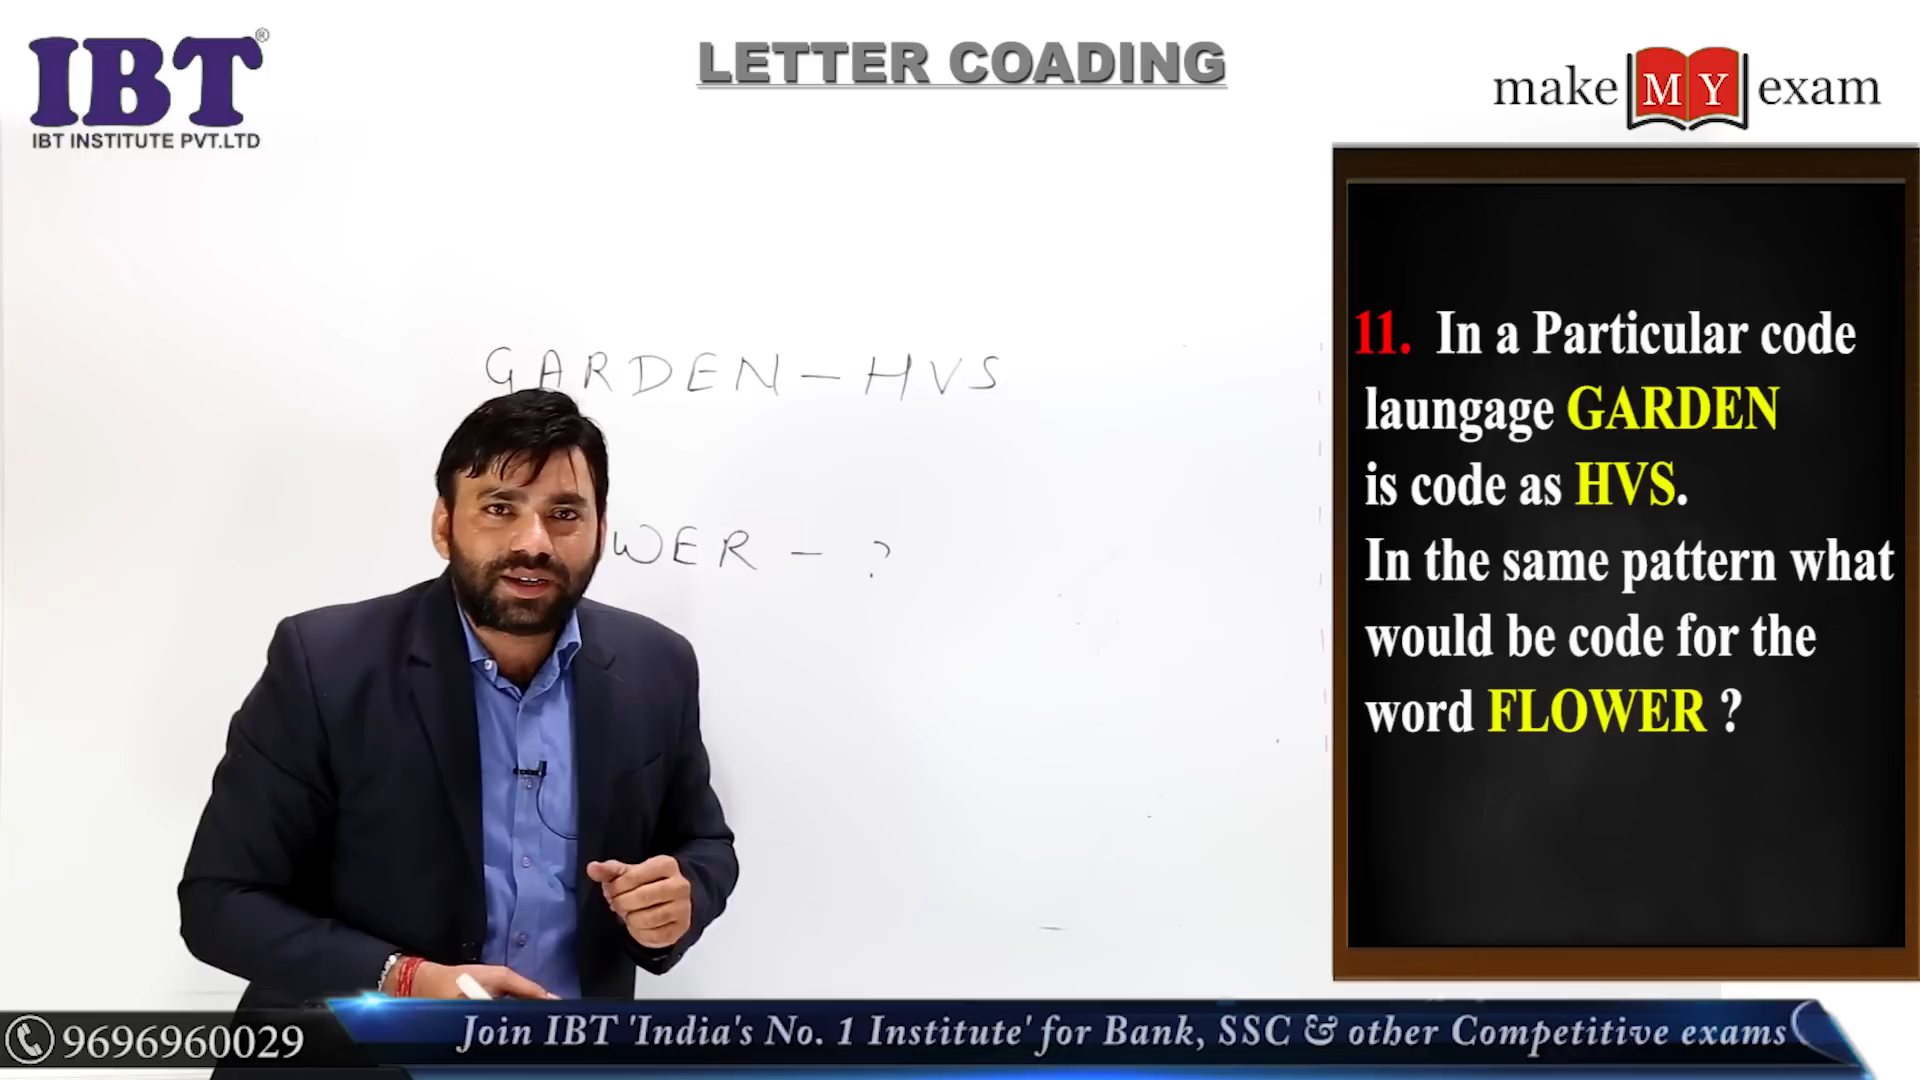 IBT®
IBT INSTITUTE PVT.LTD
LETTER COADING
make MY exam
GARDEN - HVS
WER - ?
11. In a Particular code
laungage GARDEN
is code as HVS.
In the same pattern what
would be code for the
word FLOWER ?
9696960029
Join IBT 'India's No. 1 Institute' for Bank, SSC & other Competitive exams